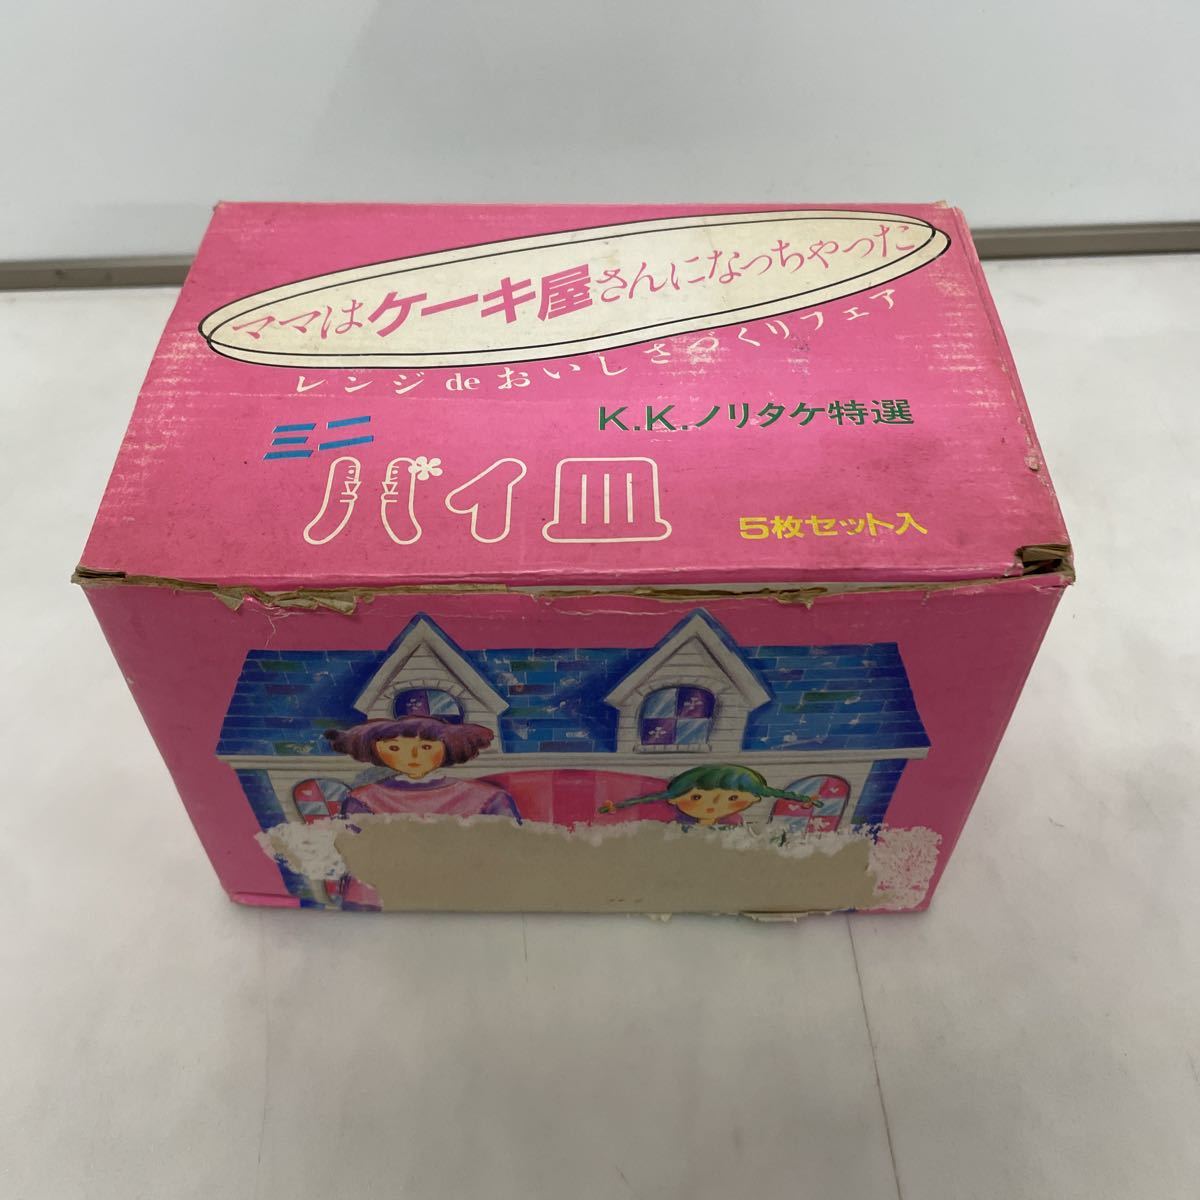 ママはケーキ屋さんになっちゃった
レンジdeおいしさづくりフェア
K.K.ノリタケ特選
ミニ
パイ皿
5枚セット入